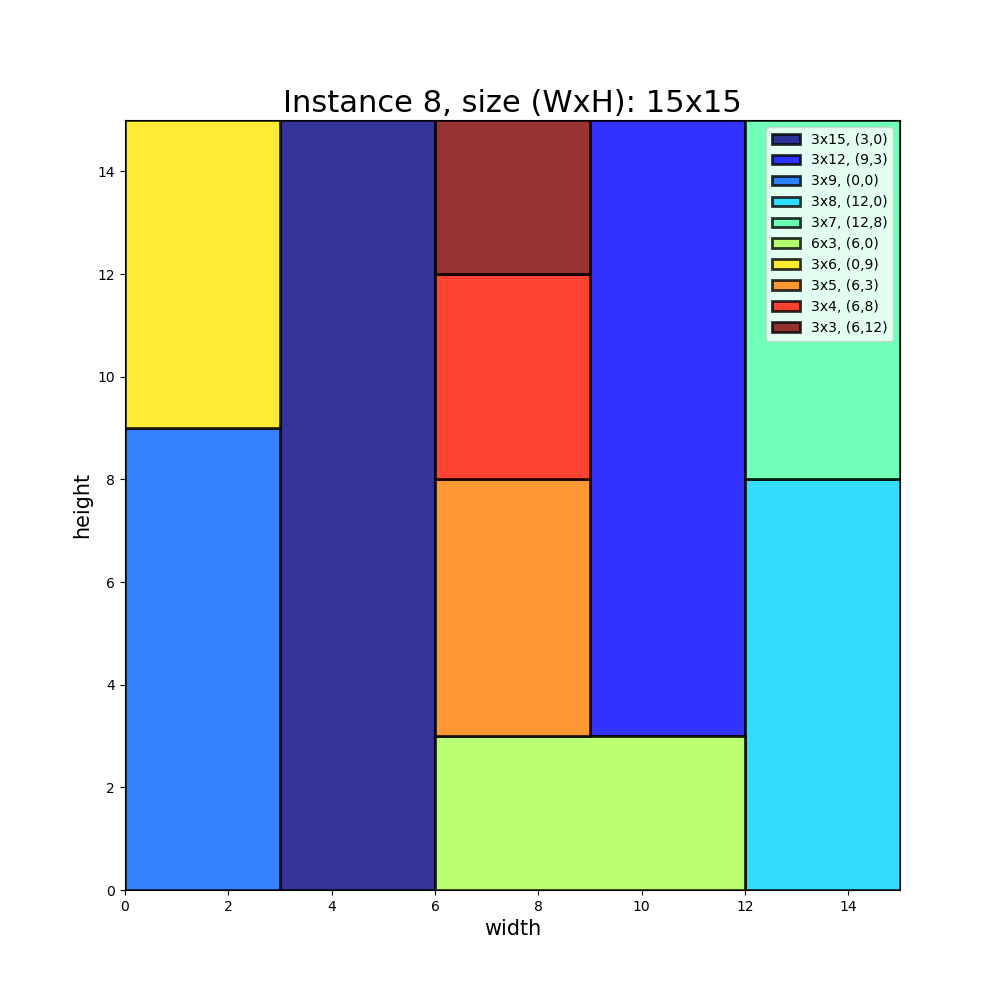 Instance 8, size (WxH): 15x15
3x15, (3,0)
3x12, (9,3)
3x9, (0,0)
3x8, (12,0)
3x7, (12,8)
6x3, (6,0)
3x6, (0,9)
3x5, (6,3)
3x4, (6,8)
3x3, (6,12)
14
12
10
8
6
4
2
0
height
0 2 4 6 8 10 12 14
width